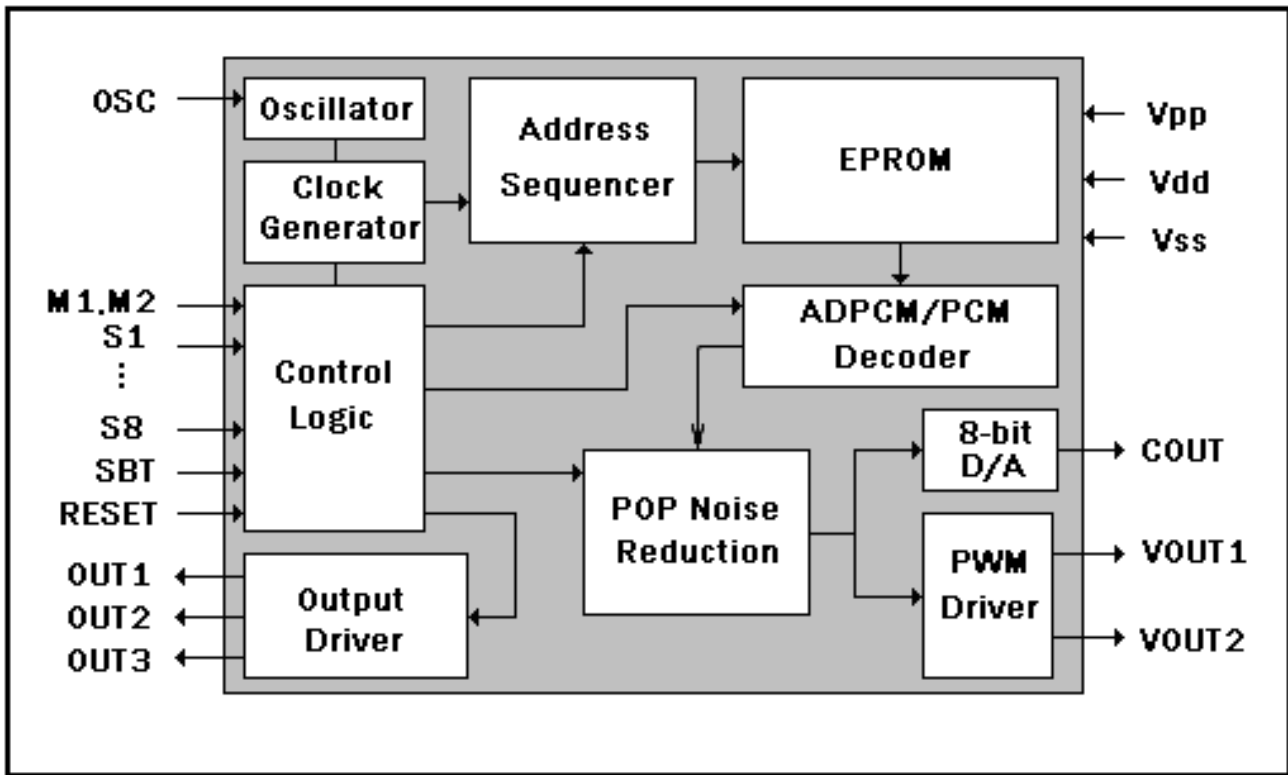 OSC
Oscillator
Clock
Generator
Address
Sequencer
EPROM
Vpp
Vdd
Vss
M1,M2
S1
⋮
S8
SBT
RESET
Control
Logic
ADPCM/PCM
Decoder
POP Noise
Reduction
8-bit
D/A
COUT
PWM
Driver
VOUT1
VOUT2
OUT1
OUT2
OUT3
Output
Driver